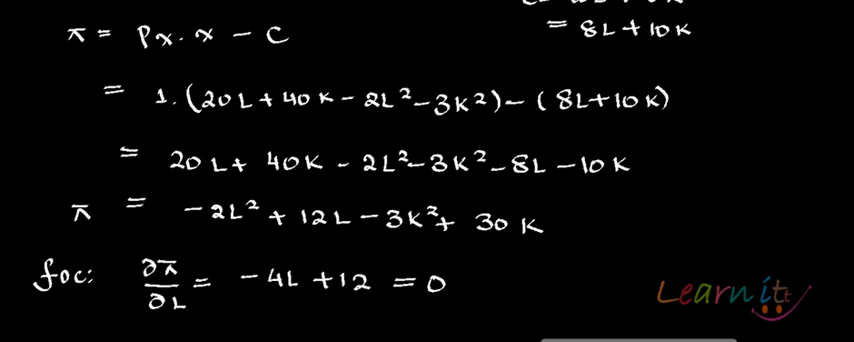 = 8L + 10K
π = Px. x - C
= 1. (20L + 40K - 2L² - 3K²) - (8L + 10K)
= 20L + 40K - 2L² - 3K² - 8L - 10K
π = -2L² + 12L - 3K² + 30K
foc: ∂π/∂L = -4L + 12 = 0
Learnitt